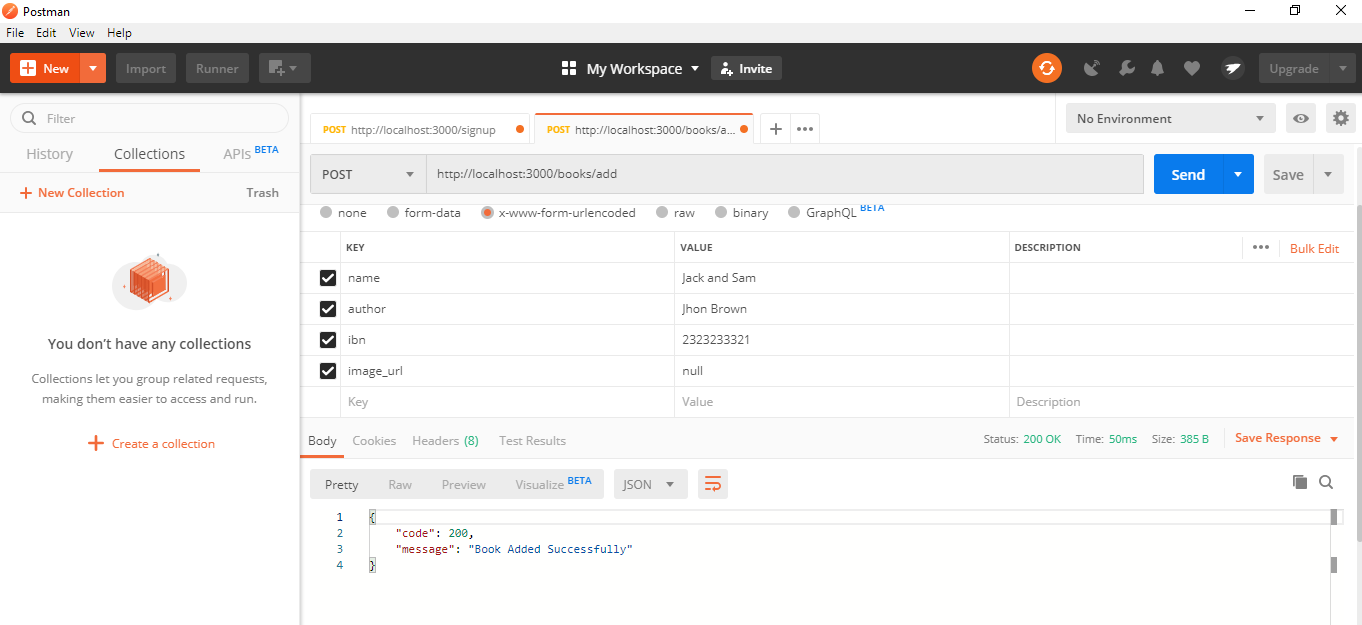 Postman
File Edit View Help
New Import Runner My Workspace Invite Upgrade
Filter
History Collections APIs BETA
New Collection Trash
You don't have any collections
Collections let you group related requests,
making them easier to access and run.
Create a collection
POST http://localhost:3000/signup POST http://localhost:3000/books/a... No Environment
POST http://localhost:3000/books/add Send Save
none form-data x-www-form-urlencoded raw binary GraphQL BETA
KEY VALUE DESCRIPTION Bulk Edit
name Jack and Sam
author Jhon Brown
ibn 2323233321
image_url null
Key Value Description
Body Cookies Headers (8) Test Results Status: 200 OK Time: 50ms Size: 385 B Save Response
Pretty Raw Preview Visualize BETA JSON
1 {
2 "code": 200,
3 "message": "Book Added Successfully"
4 }